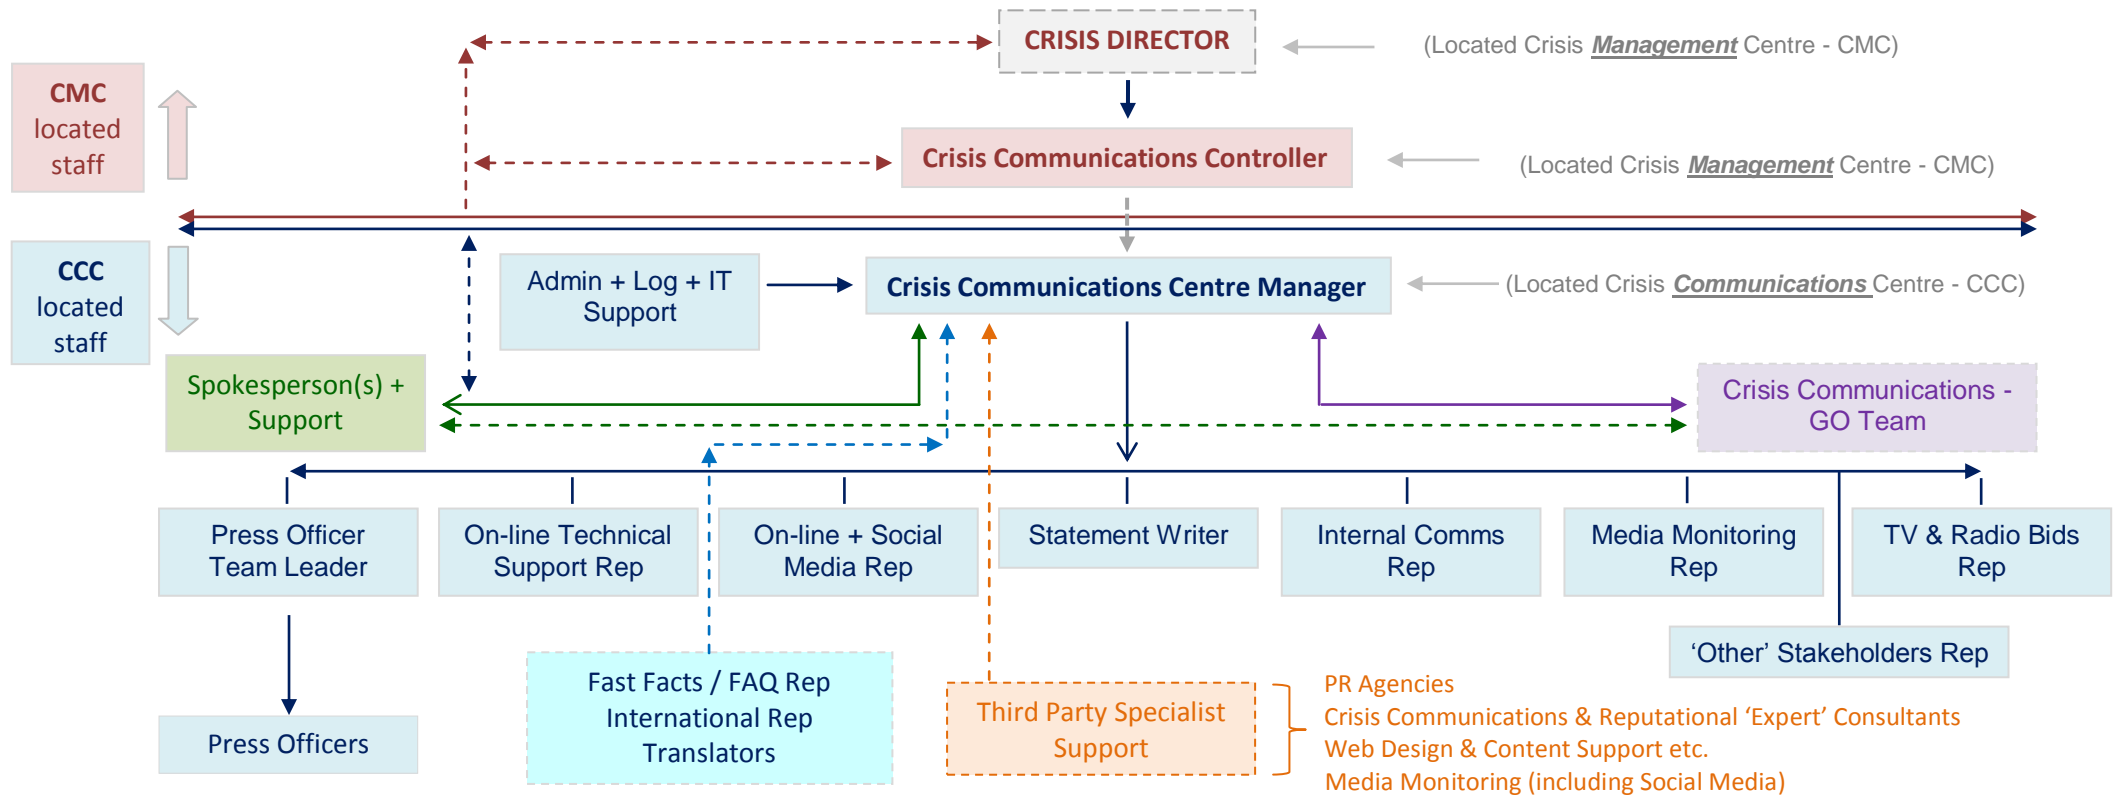 CRISIS DIRECTOR
(Located Crisis Management Centre - CMC)
CMC
located
staff
Crisis Communications Controller
(Located Crisis Management Centre - CMC)
CCC
located
staff
Admin + Log + IT
Support
Crisis Communications Centre Manager
(Located Crisis Communications Centre - CCC)
Spokesperson(s) +
Support
Crisis Communications -
GO Team
Press Officer
Team Leader
On-line Technical
Support Rep
On-line + Social
Media Rep
Statement Writer
Internal Comms
Rep
Media Monitoring
Rep
TV & Radio Bids
Rep
‘Other’ Stakeholders Rep
Press Officers
Fast Facts / FAQ Rep
International Rep
Translators
Third Party Specialist
Support
PR Agencies
Crisis Communications & Reputational ‘Expert’ Consultants
Web Design & Content Support etc.
Media Monitoring (including Social Media)